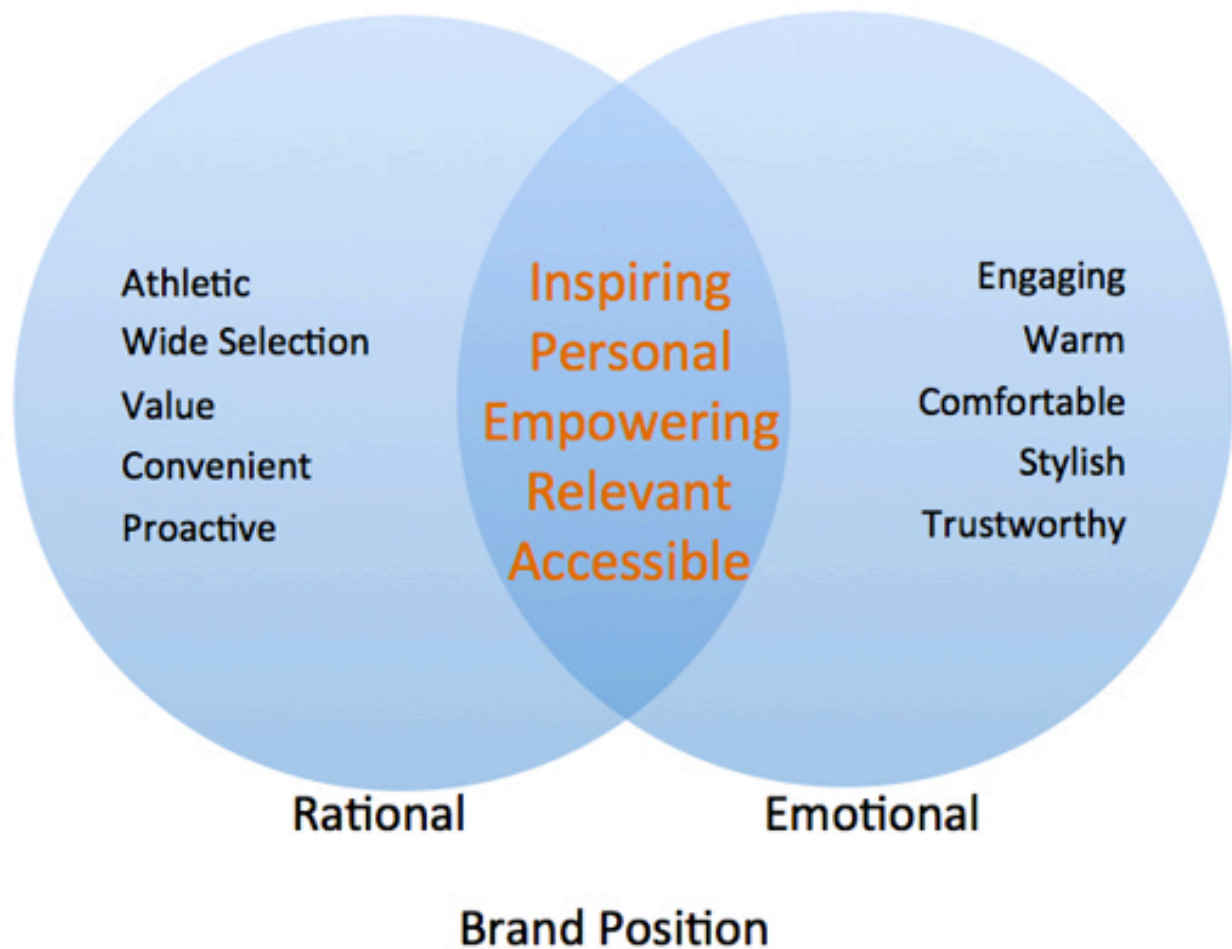 Athletic
Wide Selection
Value
Convenient
Proactive
Inspiring
Personal
Empowering
Relevant
Accessible
Engaging
Warm
Comfortable
Stylish
Trustworthy
Rational
Emotional
Brand Position